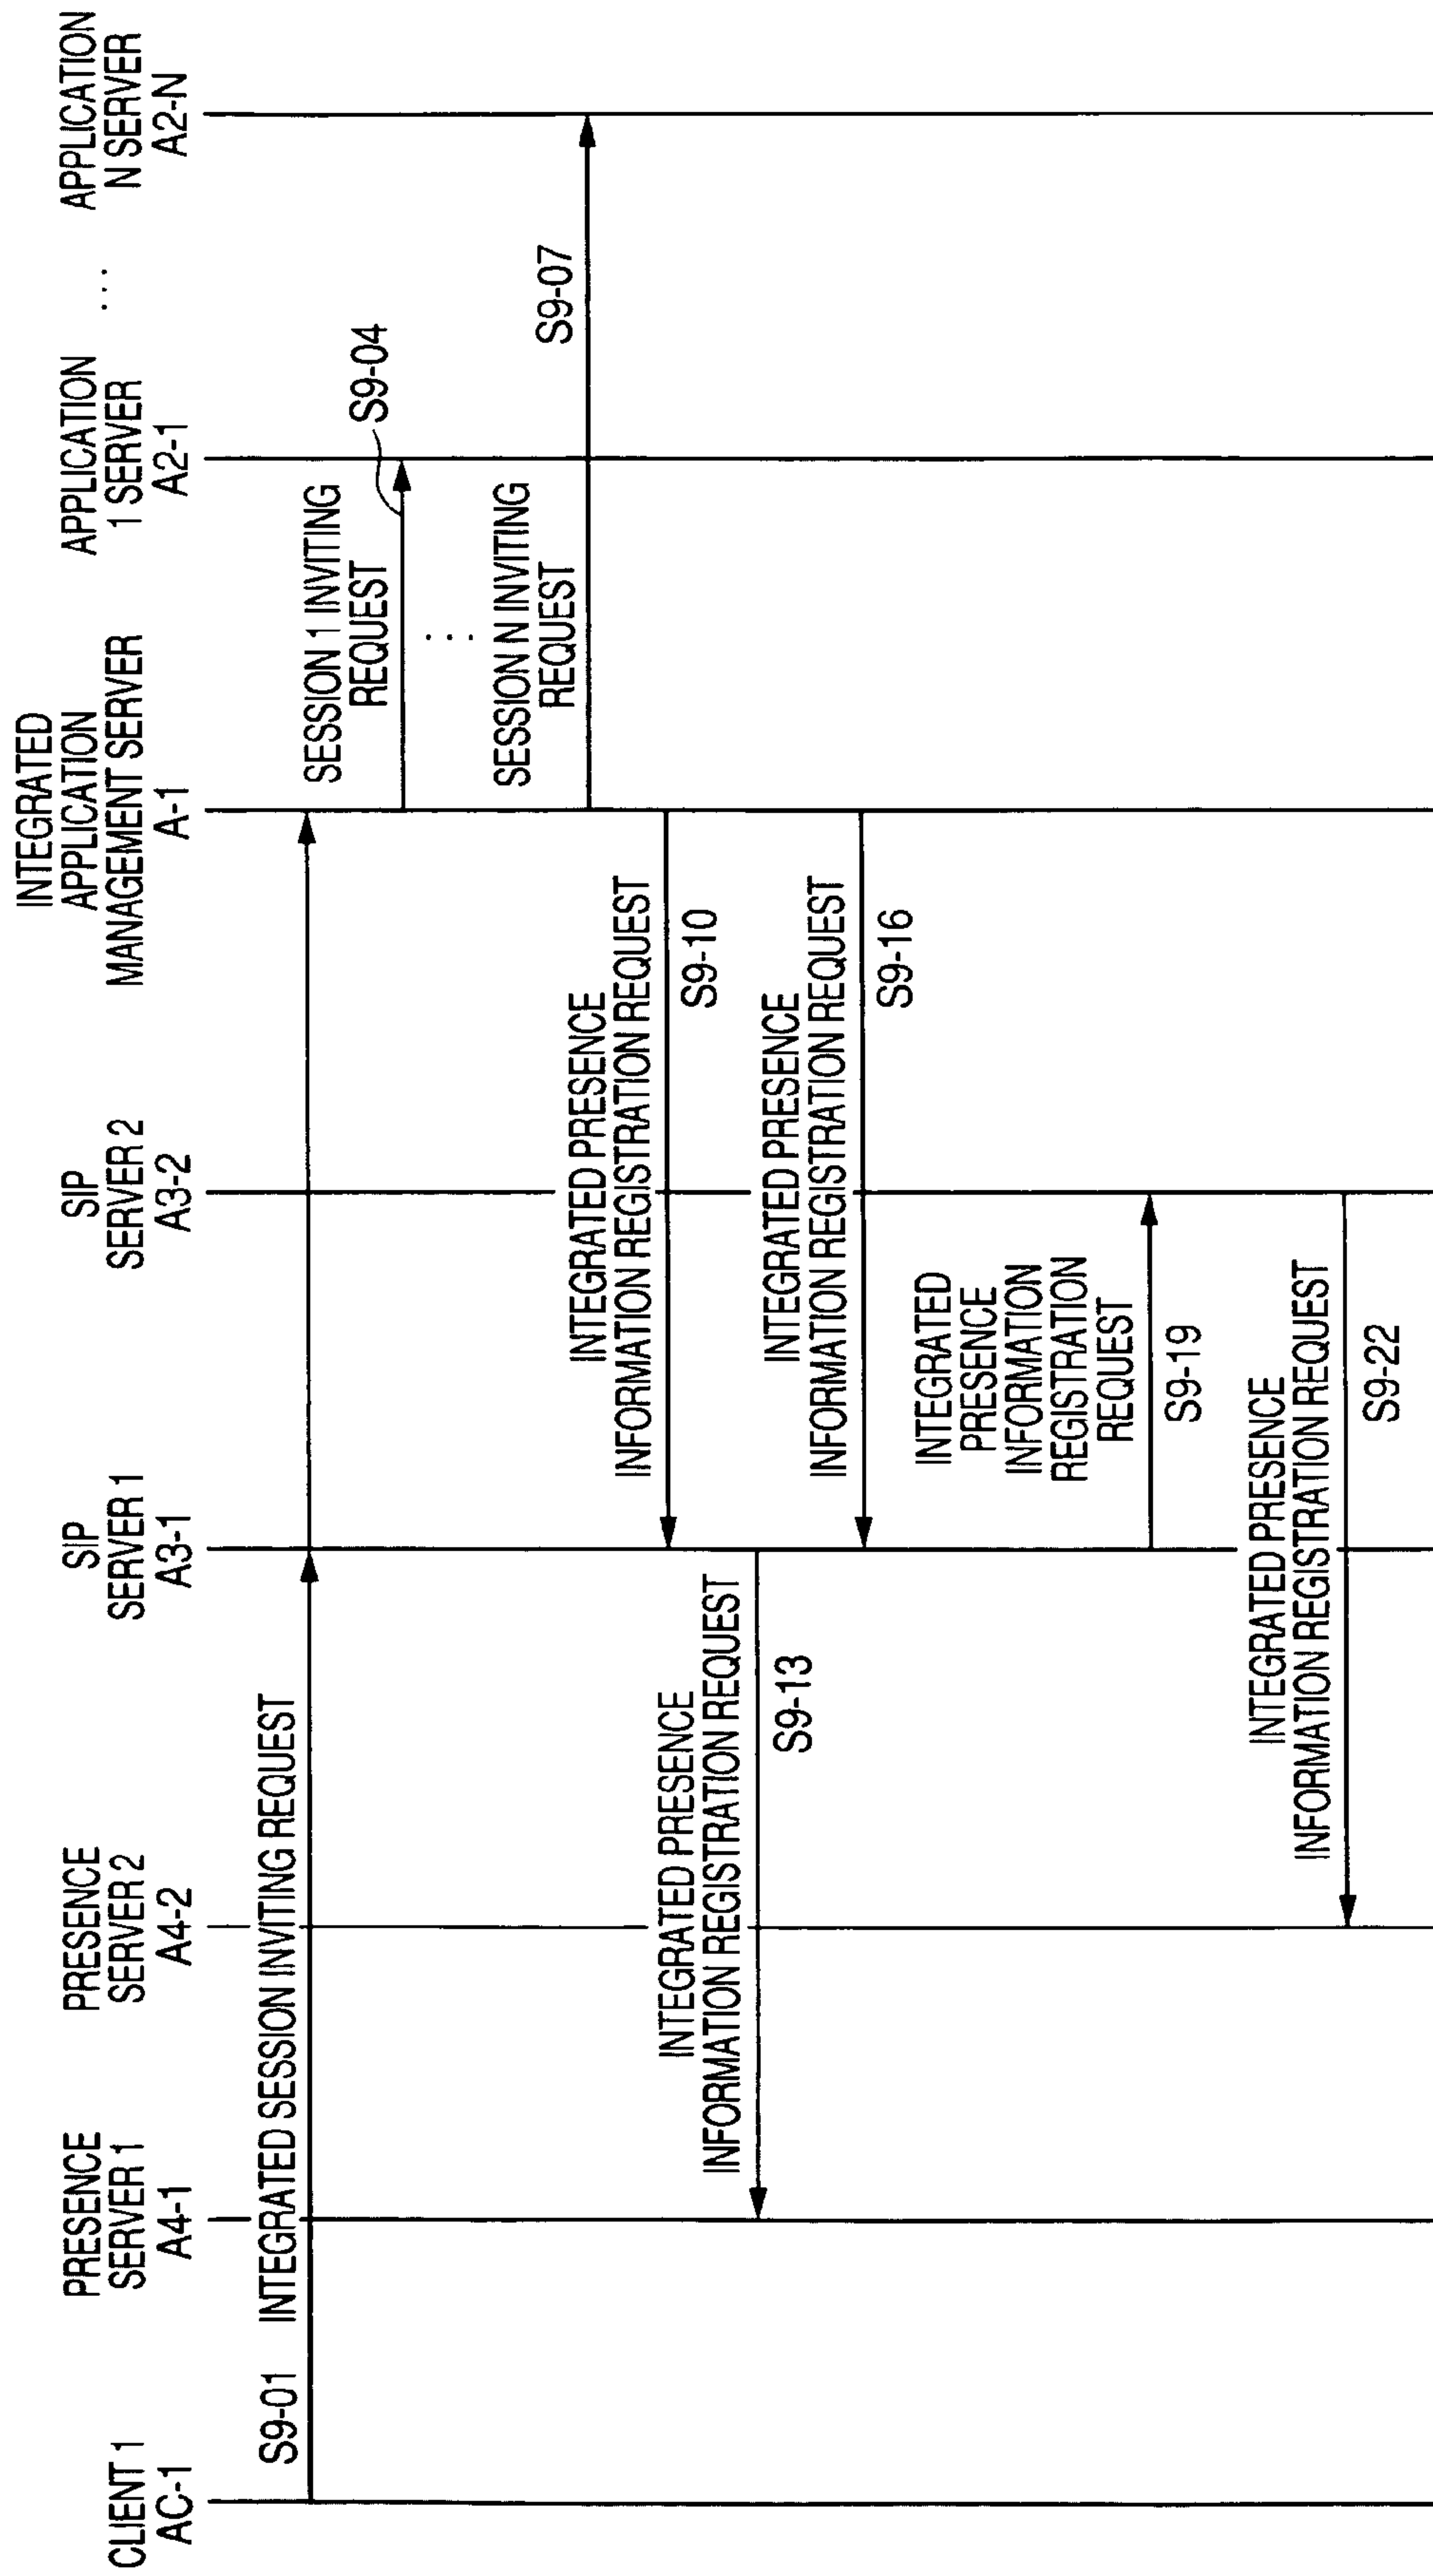 CLIENT 1
AC-1
PRESENCE
SERVER 1
A4-1
PRESENCE
SERVER 2
A4-2
SIP
SERVER 1
A3-1
SIP
SERVER 2
A3-2
INTEGRATED
APPLICATION
MANAGEMENT SERVER
A-1
APPLICATION
1 SERVER
A2-1
...
APPLICATION
N SERVER
A2-N
S9-01 INTEGRATED SESSION INVITING REQUEST
SESSION 1 INVITING
REQUEST
S9-04
...
SESSION N INVITING
REQUEST
S9-07
INTEGRATED PRESENCE
INFORMATION REGISTRATION REQUEST
S9-10
INTEGRATED PRESENCE
INFORMATION REGISTRATION REQUEST
S9-13
INTEGRATED PRESENCE
INFORMATION REGISTRATION REQUEST
S9-16
INTEGRATED
PRESENCE
INFORMATION
REGISTRATION
REQUEST
S9-19
INTEGRATED PRESENCE
INFORMATION REGISTRATION REQUEST
S9-22